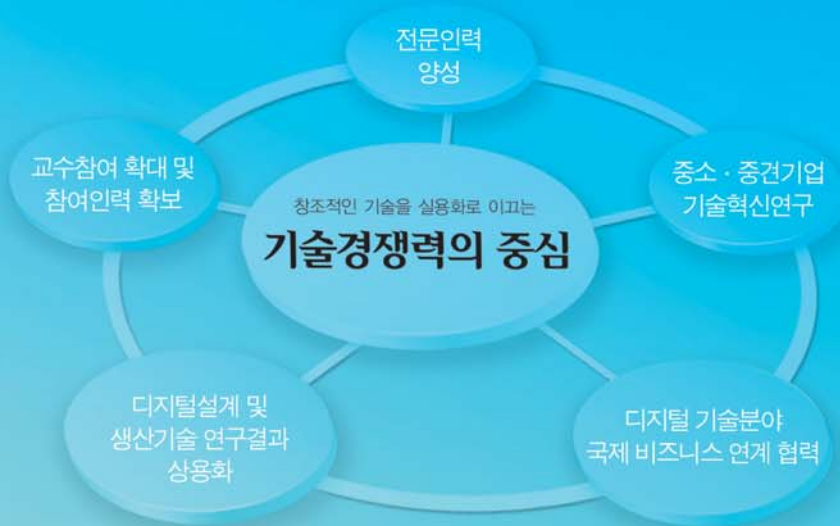 전문인력
양성
교수참여 확대 및
참여인력 확보
중소·중견기업
기술혁신연구
창조적인 기술을 실용화로 이끄는
기술경쟁력의 중심
디지털설계 및
생산기술 연구결과
상용화
디지털 기술분야
국제 비즈니스 연계 협력